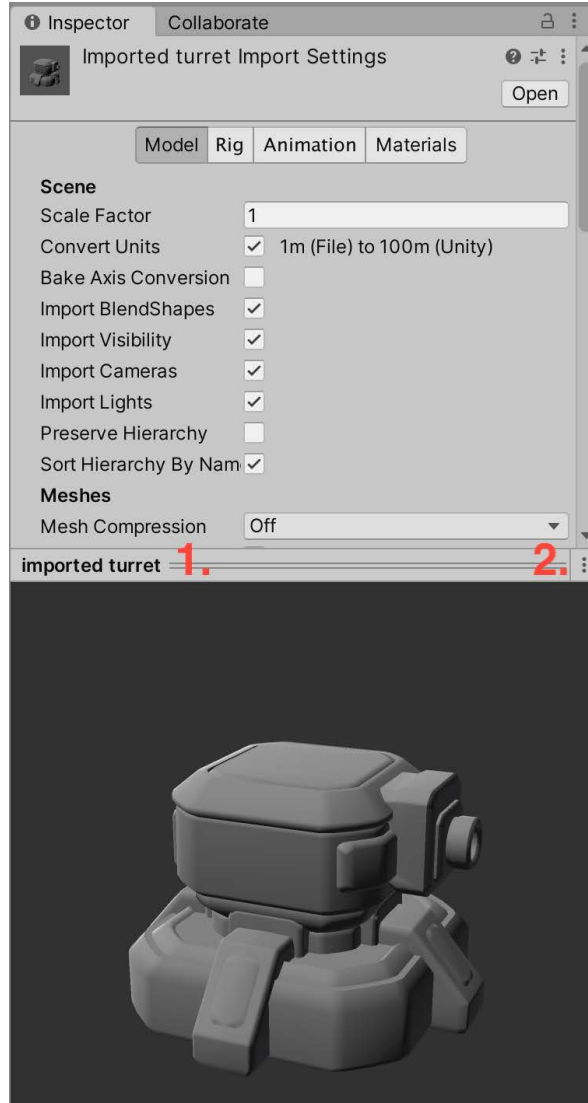 Inspector Collaborate
Imported turret Import Settings
Open
Model Rig Animation Materials
Scene
Scale Factor 1
Convert Units 1m (File) to 100m (Unity)
Bake Axis Conversion
Import BlendShapes
Import Visibility
Import Cameras
Import Lights
Preserve Hierarchy
Sort Hierarchy By Nam
Meshes
Mesh Compression Off
imported turret 1. 2.